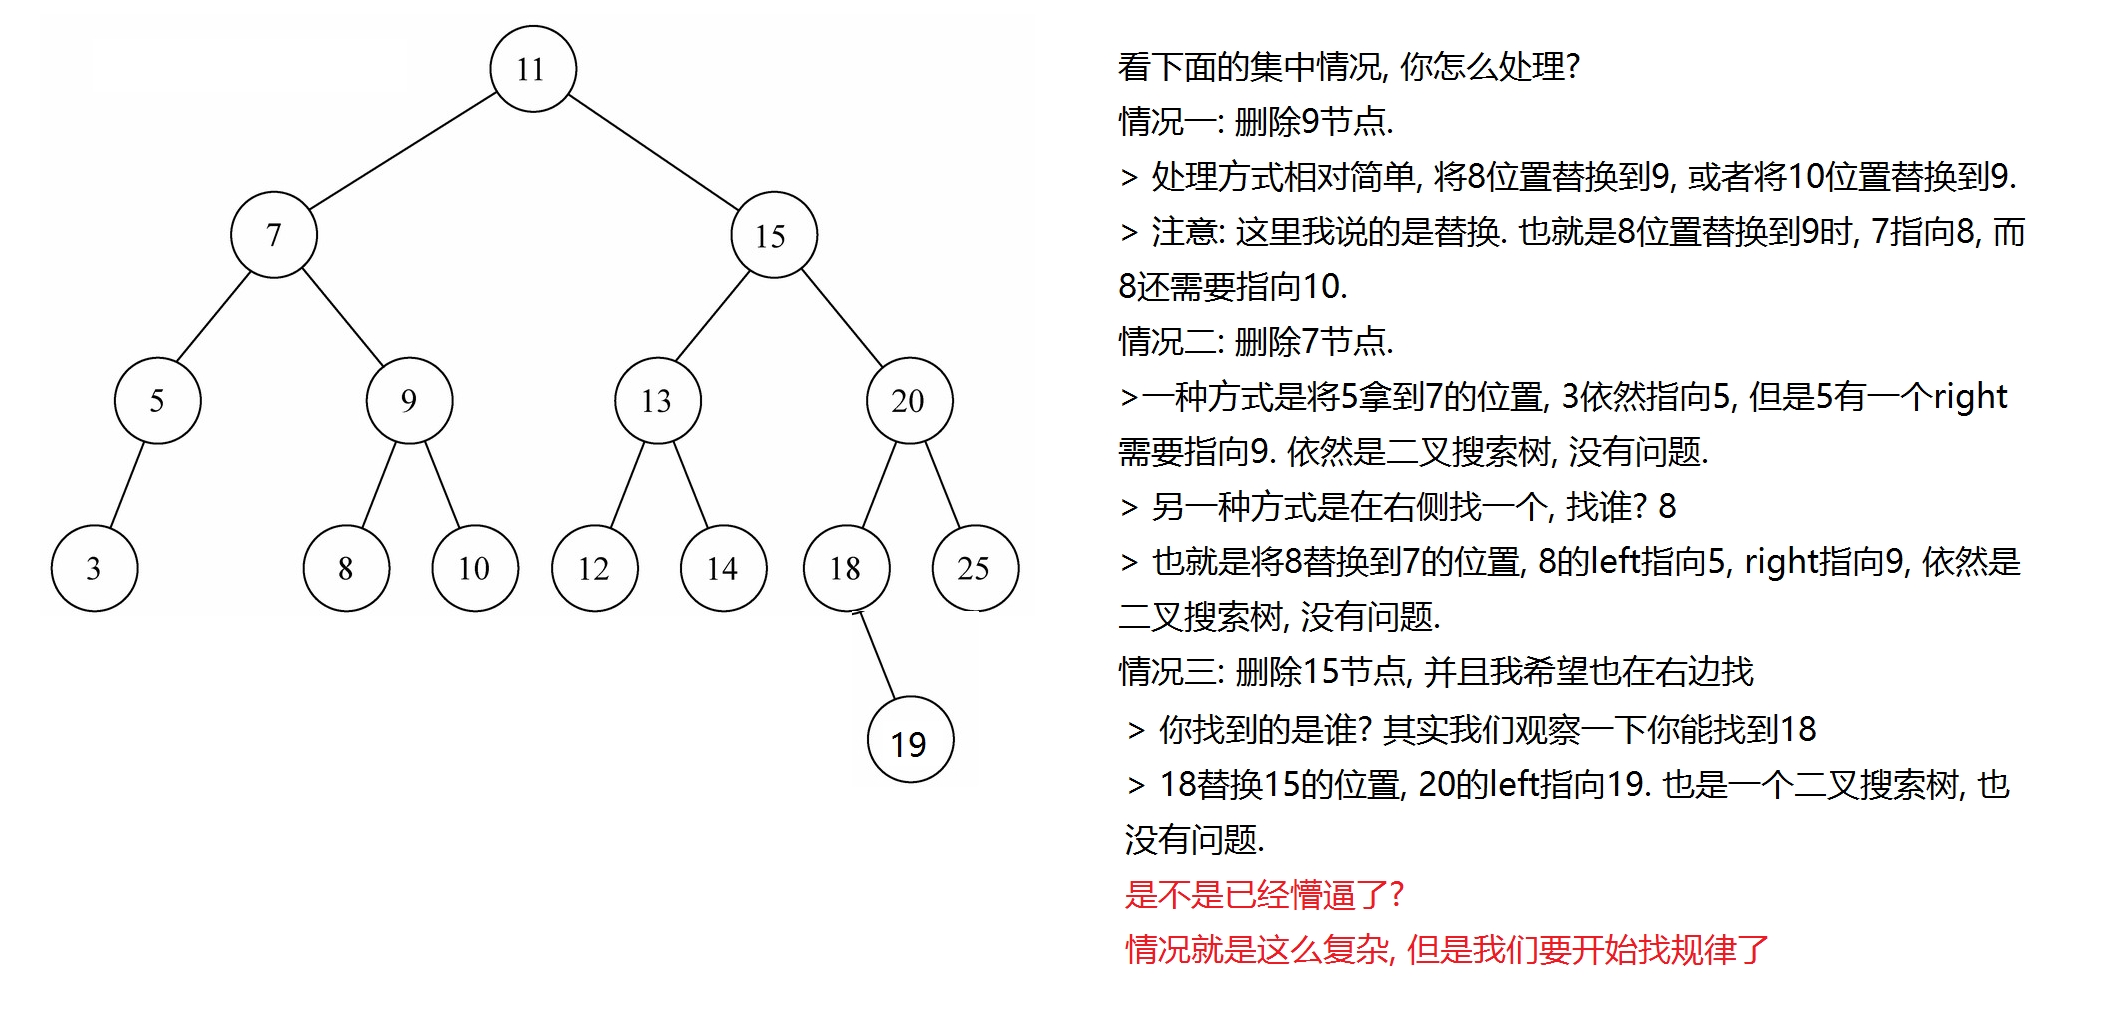 11
7
15
5
9
13
20
3
8
10
12
14
18
25
19
看下面的集中情况, 你怎么处理?
情况一: 删除9节点.
> 处理方式相对简单, 将8位置替换到9, 或者将10位置替换到9.
> 注意: 这里我说的是替换. 也就是8位置替换到9时, 7指向8, 而
8还需要指向10.
情况二: 删除7节点.
>一种方式是将5拿到7的位置, 3依然指向5, 但是5有一个right
需要指向9. 依然是二叉搜索树, 没有问题.
> 另一种方式是在右侧找一个, 找谁? 8
> 也就是将8替换到7的位置, 8的left指向5, right指向9, 依然是
二叉搜索树, 没有问题.
情况三: 删除15节点, 并且我希望也在右边找
> 你找到的是谁? 其实我们观察一下你能找到18
> 18替换15的位置, 20的left指向19. 也是一个二叉搜索树, 也
没有问题.
是不是已经懵逼了?
情况就是这么复杂, 但是我们要开始找规律了